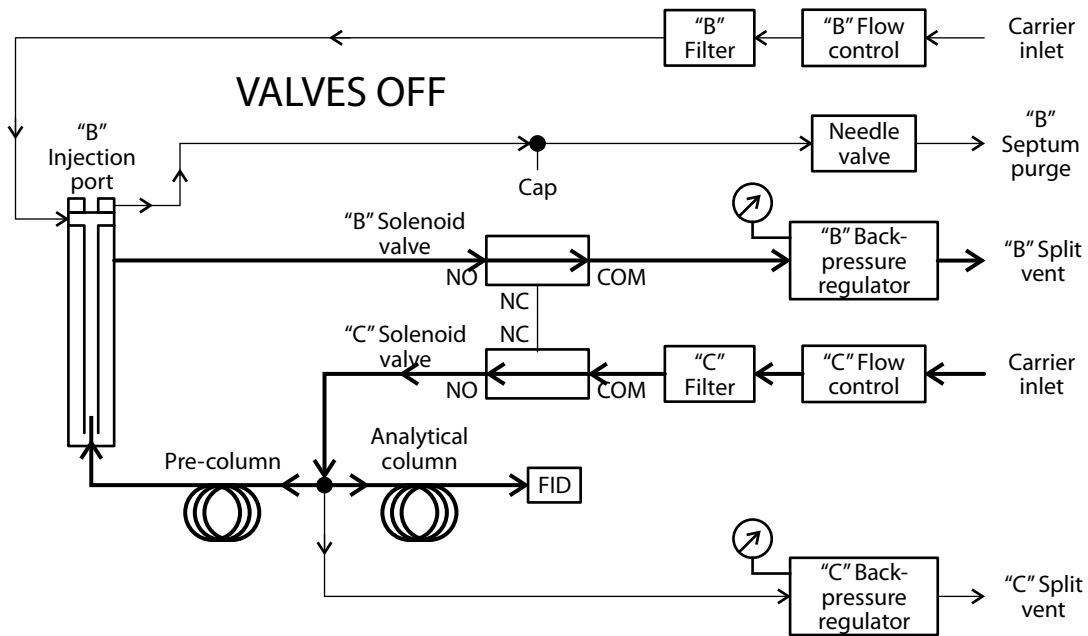 “B”
Filter
“B” Flow
control
Carrier
inlet
VALVES OFF
“B”
Injection
port
Cap
Needle
valve
“B”
Septum
purge
“B” Solenoid
valve
NO
COM
NC
“B” Back-
pressure
regulator
“B” Split
vent
NC
“C” Solenoid
valve
NO
COM
“C”
Filter
“C” Flow
control
Carrier
inlet
Pre-column
Analytical
column
FID
“C” Back-
pressure
regulator
“C” Split
vent